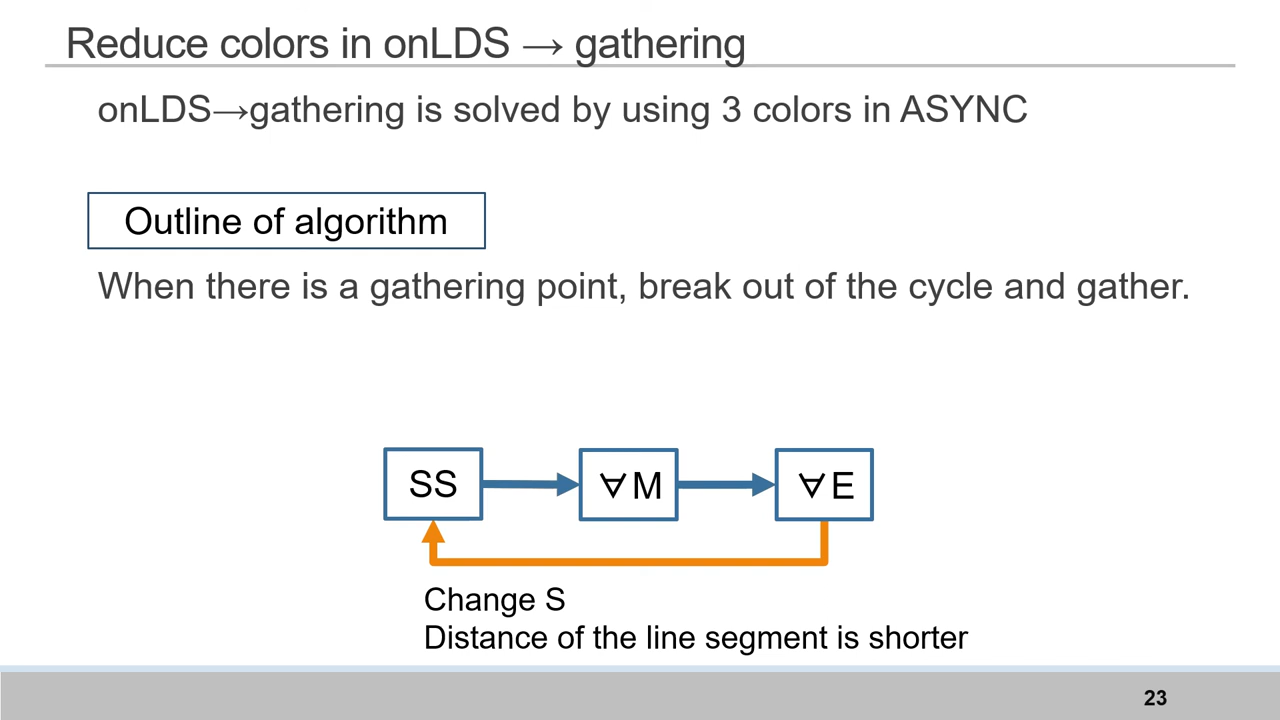 Reduce colors in onLDS → gathering
onLDS→gathering is solved by using 3 colors in ASYNC
Outline of algorithm
When there is a gathering point, break out of the cycle and gather.
SS
∀M
∀E
Change S
Distance of the line segment is shorter
23